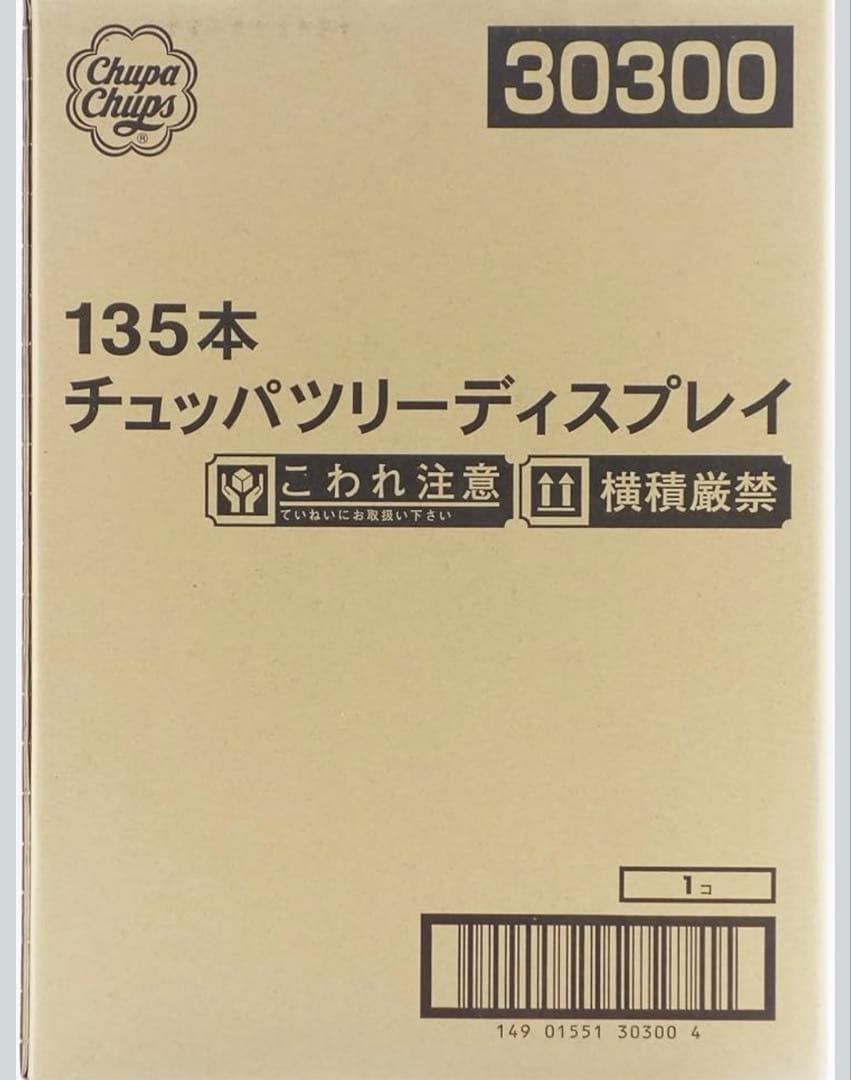 Chupa
Chups
®
30300
135本
チュッパツリーディスプレイ
こわれ注意
ていねいにお取扱い下さい
横積厳禁
1コ
149 01551 30300 4